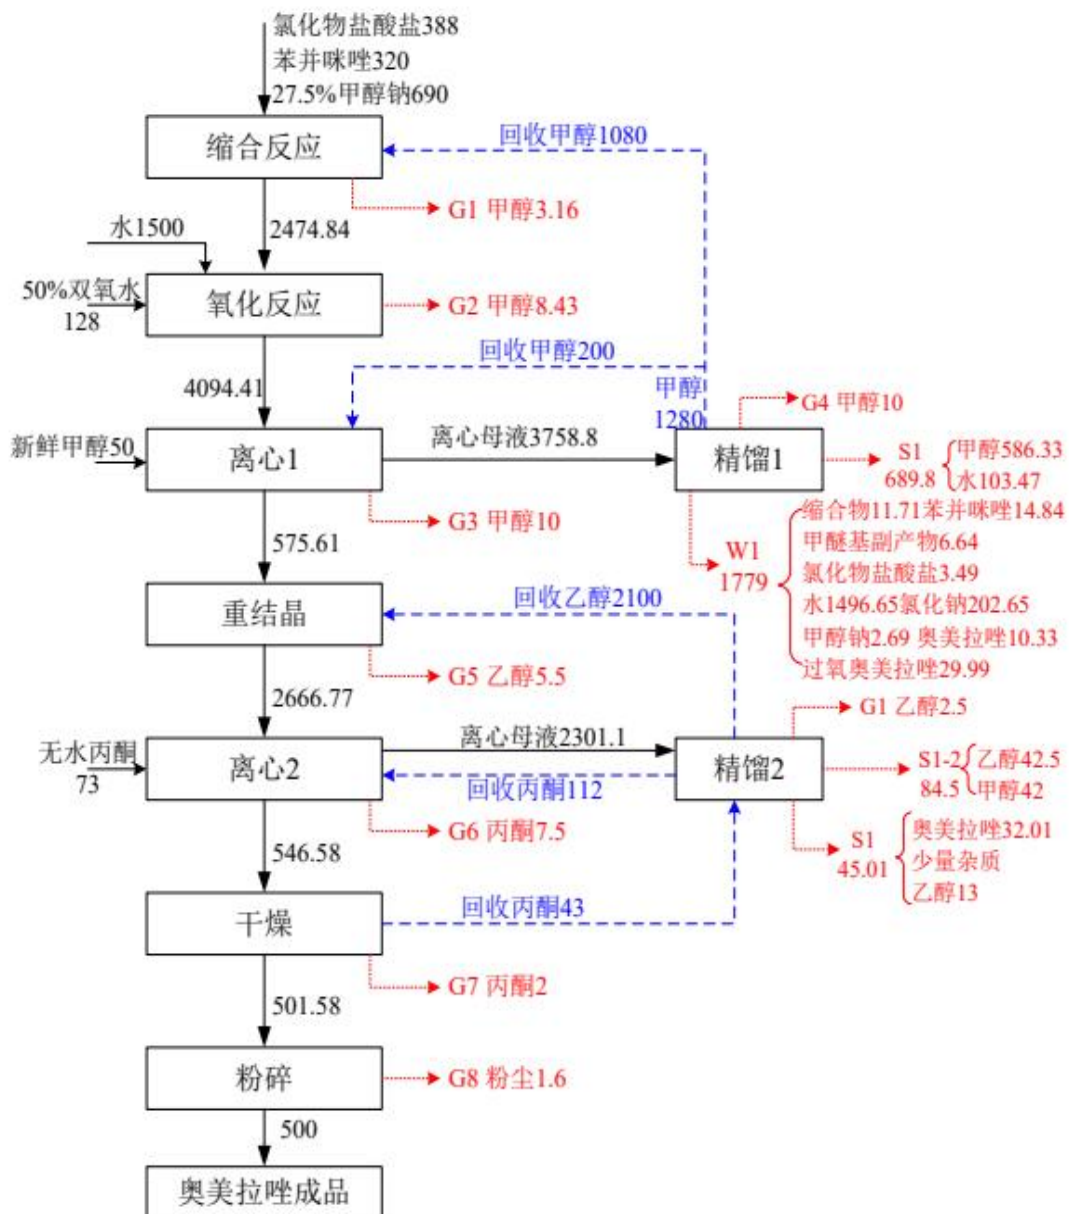 氯化物盐酸盐388
苯并咪唑320
27.5%甲醇钠690
缩合反应
回收甲醇1080
G1 甲醇3.16
2474.84
水1500
50%双氧水
128
氧化反应
G2 甲醇8.43
回收甲醇200
4094.41
甲醇
1280
G4 甲醇10
新鲜甲醇50
离心1
离心母液3758.8
精馏1
S1
689.8
甲醇586.33
水103.47
G3 甲醇10
575.61
W1
1779
缩合物11.71苯并咪唑14.84
甲醚基副产物6.64
氯化物盐酸盐3.49
水1496.65氯化钠202.65
甲醇钠2.69 奥美拉唑10.33
过氧奥美拉唑29.99
重结晶
回收乙醇2100
G5 乙醇5.5
2666.77
G1 乙醇2.5
无水丙酮
73
离心2
离心母液2301.1
回收丙酮112
精馏2
S1-2
84.5
乙醇42.5
甲醇42
G6 丙酮7.5
546.58
S1
45.01
奥美拉唑32.01
少量杂质
乙醇13
干燥
回收丙酮43
G7 丙酮2
501.58
粉碎
G8 粉尘1.6
500
奥美拉唑成品